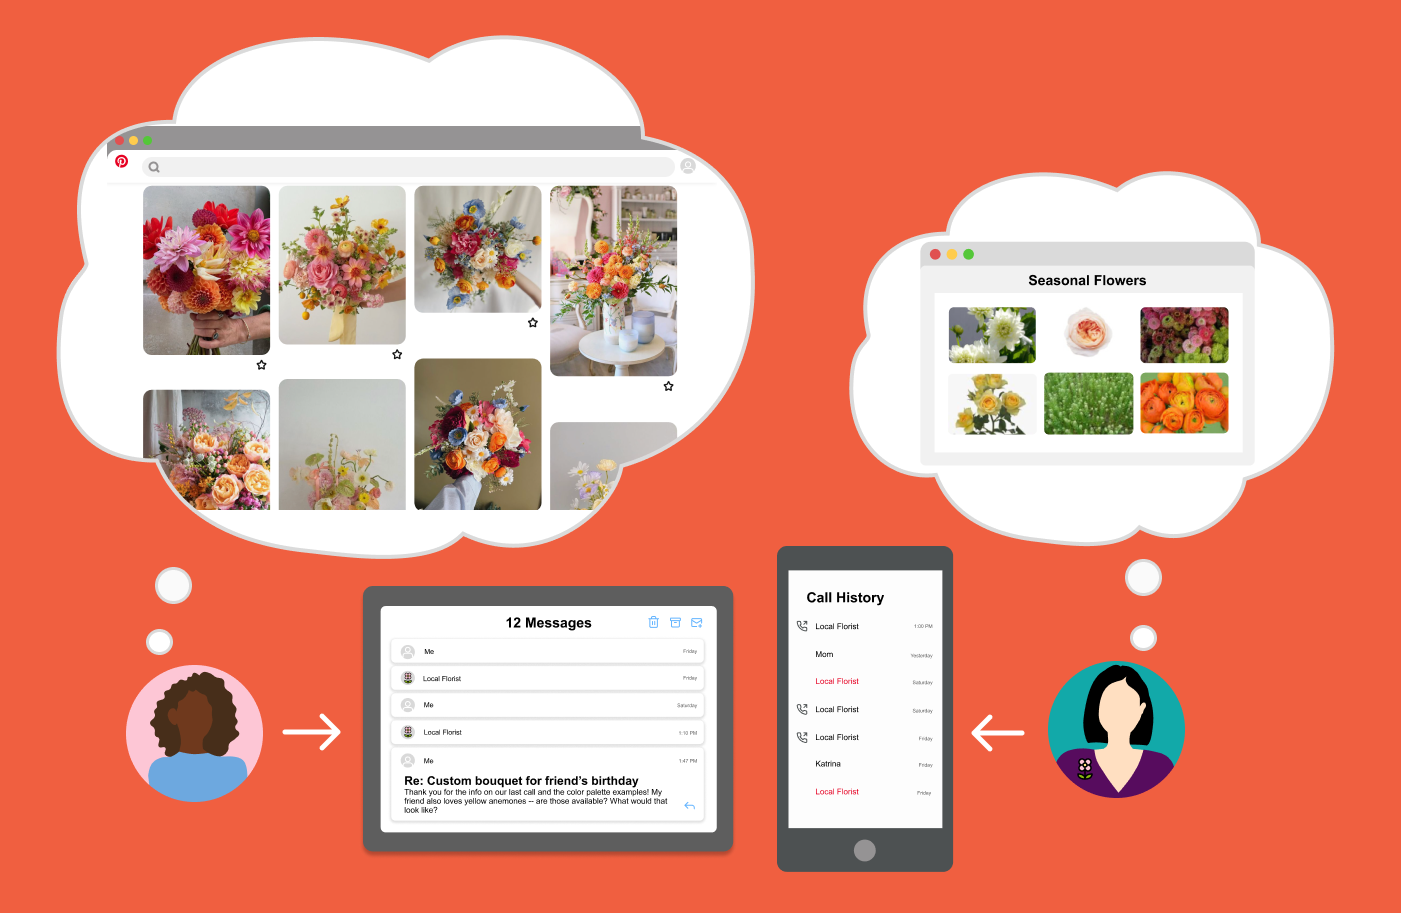 Seasonal Flowers
12 Messages
Me
Friday
Local Florist
Friday
Me
Saturday
Local Florist
1:10 PM
Me
1:47 PM
Re: Custom bouquet for friend's birthday
Thank you for the info on our last call and the color palette examples! My
friend also loves yellow anemones -- are those available? What would that
look like?
Call History
Local Florist
1:00 PM
Mom
Yesterday
Local Florist
Saturday
Local Florist
Saturday
Local Florist
Friday
Katrina
Friday
Local Florist
Friday